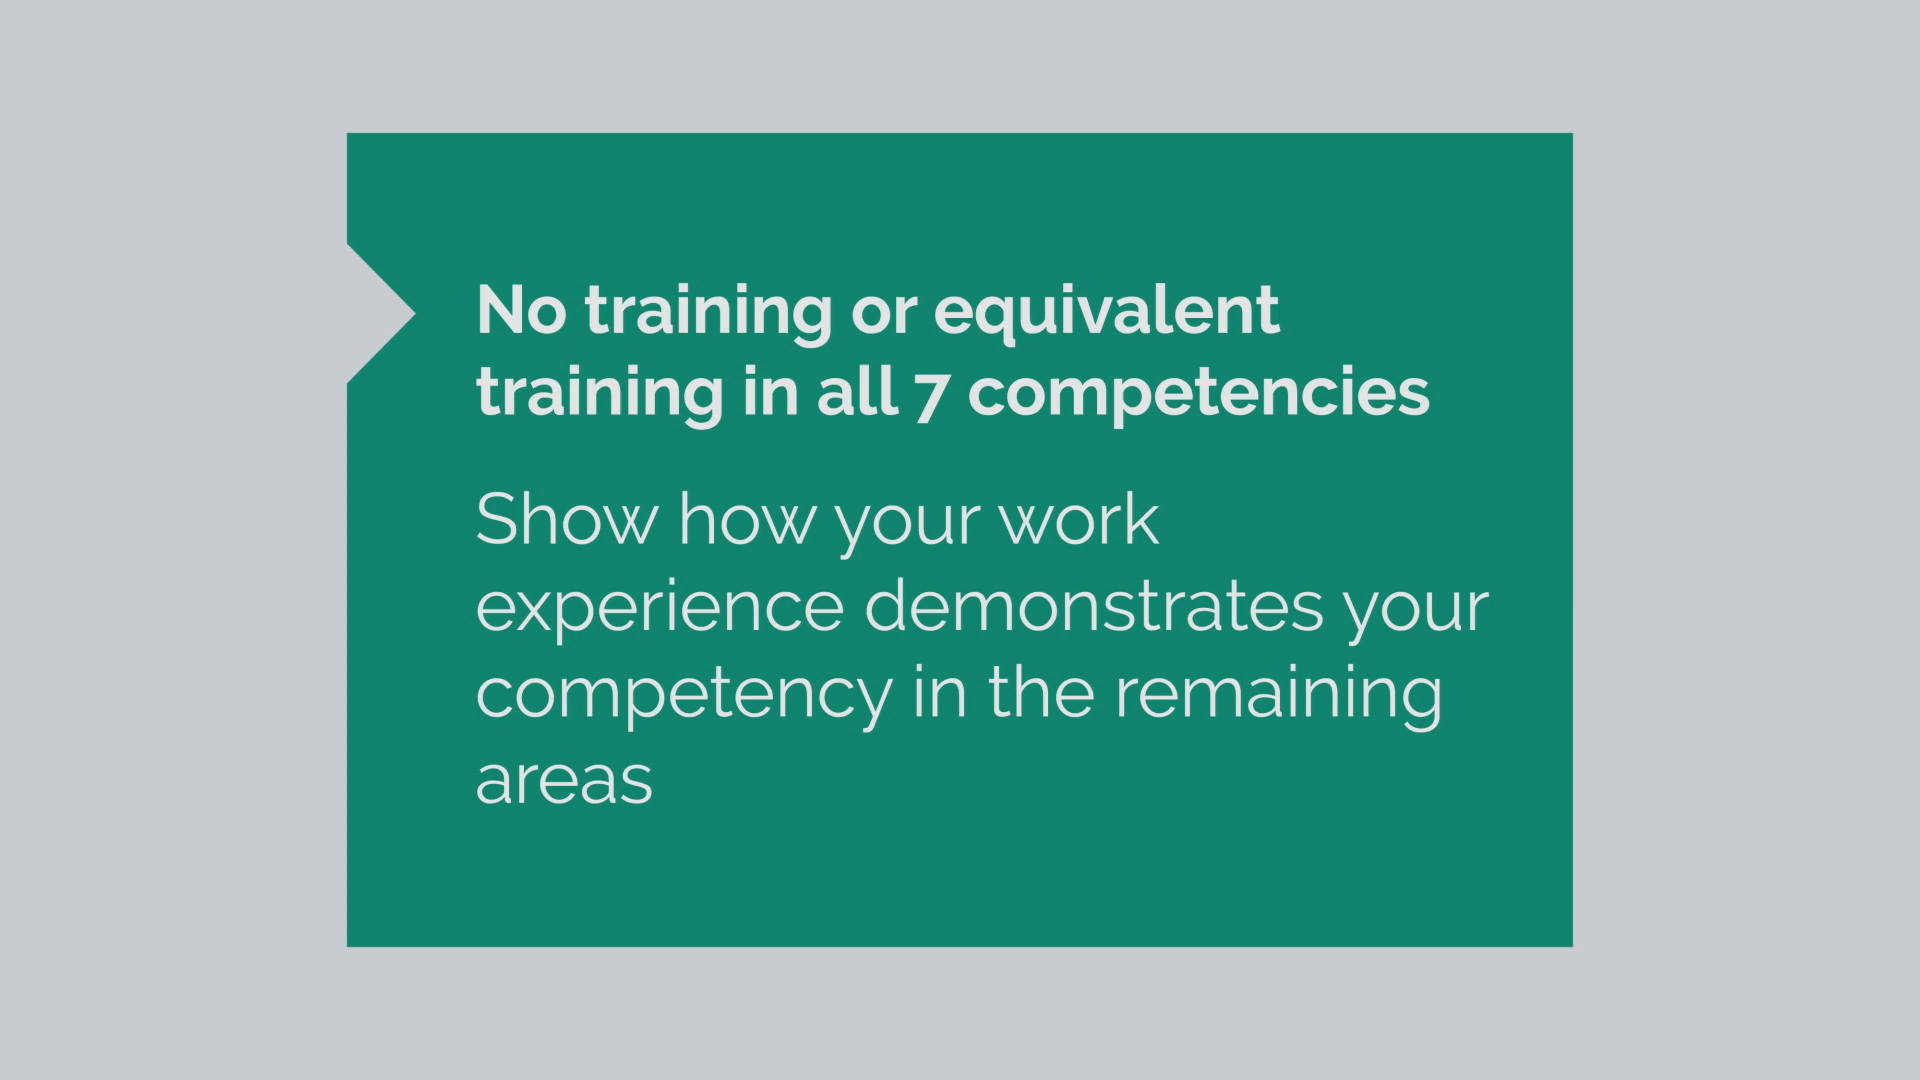 No training or equivalent
training in all 7 competencies
Show how your work
experience demonstrates your
competency in the remaining
areas